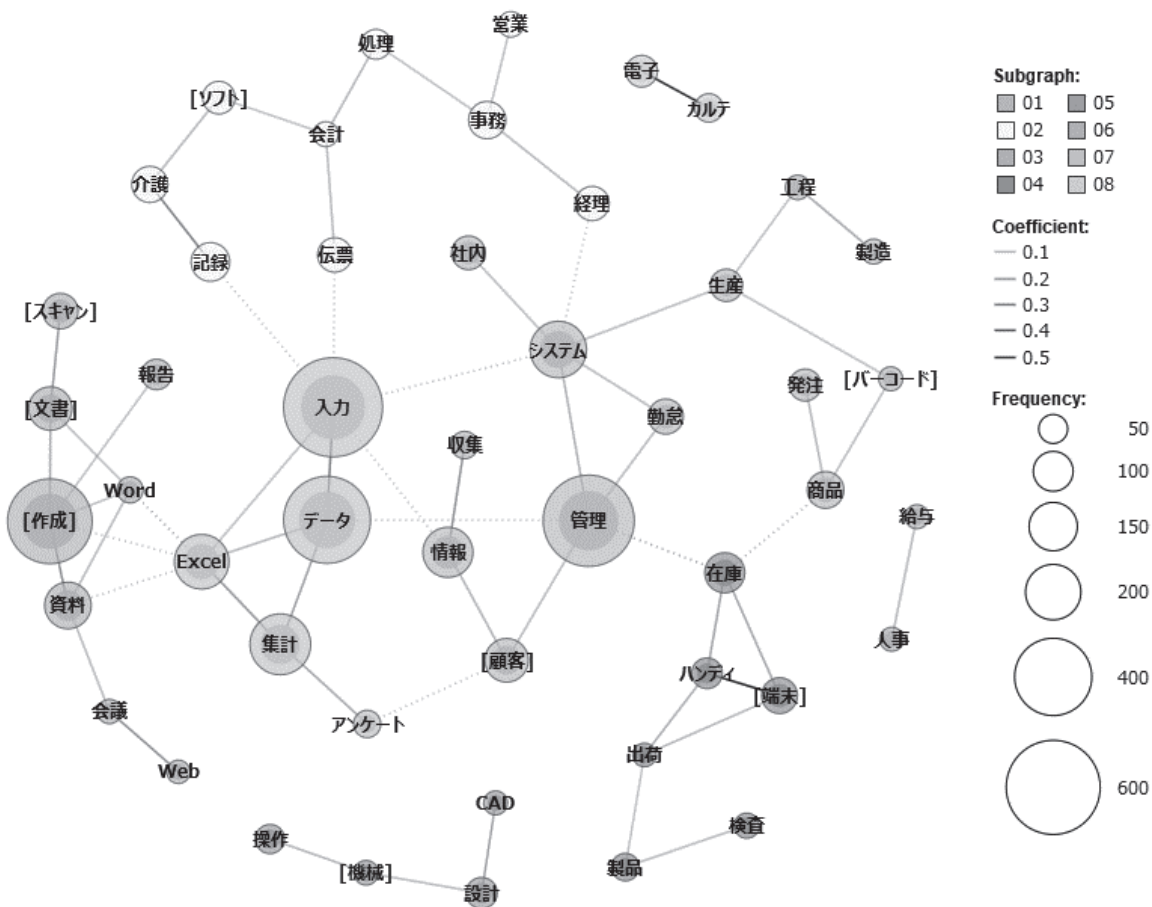 営業
処理
電子
[ソフト]
カルテ
事務
会計
介護
工程
経理
社内
製造
伝票
記録
生産
[スキャン]
システム
報告
[バーコード]
発注
[文書]
入力
勤怠
収集
Word
商品
[作成]
データ
管理
給与
情報
Excel
在庫
資料
人事
集計
[顧客]
ハンディ
[端末]
会議
アンケート
出荷
Web
CAD
検査
操作
製品
[機械]
設計
Subgraph:
01 05
02 06
03 07
04 08
Coefficient:
0.1
0.2
0.3
0.4
0.5
Frequency:
50
100
150
200
400
600